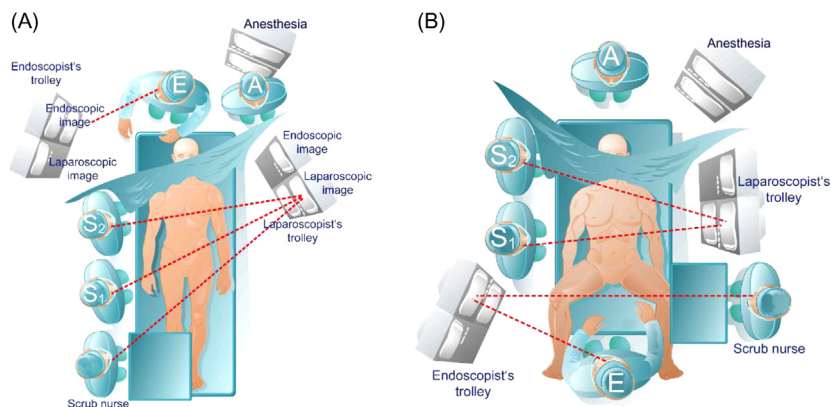 (A)
Anesthesia
Endoscopist's
trolley
E
A
Endoscopic
image
Laparoscopic
image
Endoscopic
image
Laparoscopic
image
Laparoscopist's
trolley
S2
S1
Scrub nurse
(B)
A
Anesthesia
S2
S1
Laparoscopist's
trolley
Endoscopist's
trolley
E
Scrub nurse